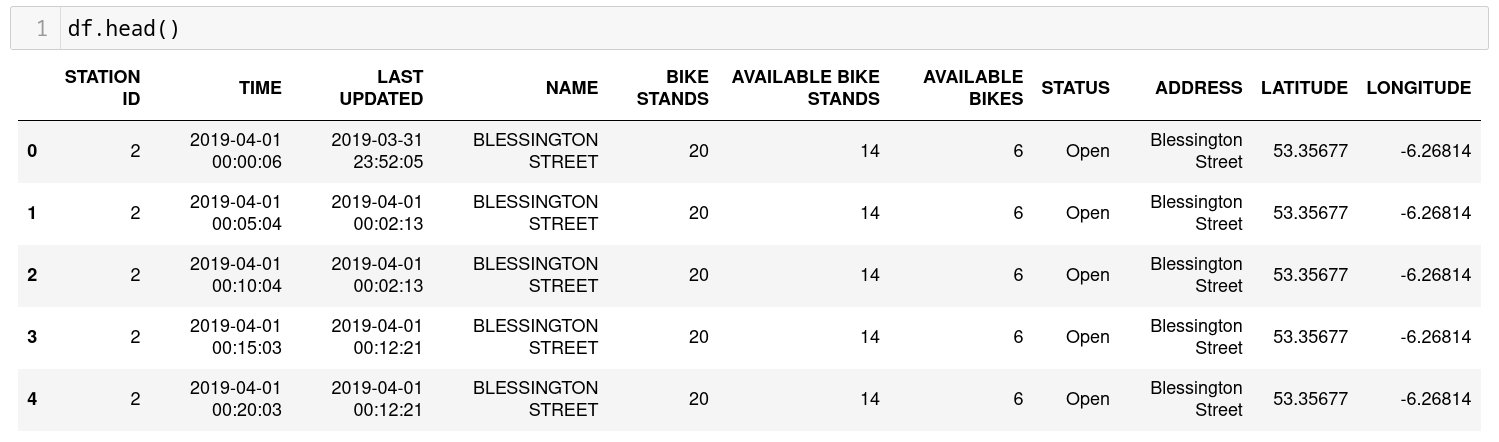 1 df.head()
STATION ID TIME LAST UPDATED NAME BIKE STANDS AVAILABLE BIKE STANDS AVAILABLE BIKES STATUS ADDRESS LATITUDE LONGITUDE
0 2 2019-04-01 00:00:06 2019-03-31 23:52:05 BLESSINGTON STREET 20 14 6 Open Blessington Street 53.35677 -6.26814
1 2 2019-04-01 00:05:04 2019-04-01 00:02:13 BLESSINGTON STREET 20 14 6 Open Blessington Street 53.35677 -6.26814
2 2 2019-04-01 00:10:04 2019-04-01 00:02:13 BLESSINGTON STREET 20 14 6 Open Blessington Street 53.35677 -6.26814
3 2 2019-04-01 00:15:03 2019-04-01 00:12:21 BLESSINGTON STREET 20 14 6 Open Blessington Street 53.35677 -6.26814
4 2 2019-04-01 00:20:03 2019-04-01 00:12:21 BLESSINGTON STREET 20 14 6 Open Blessington Street 53.35677 -6.26814